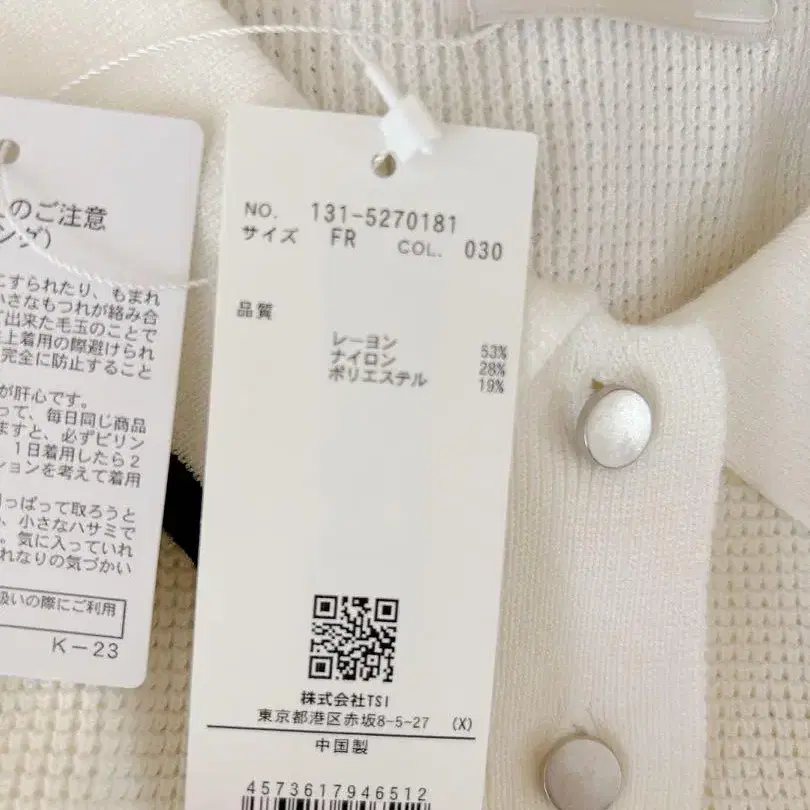 のご注意
ング)
こすられたり、もまれ
小さなもつれが絡み合
出来た毛玉のことで
上着用の際避けられ
完全に防止すること
が肝心です。
って、毎日同じ商品
ますと、必ずピリン
1日着用したら2
ションを考えて着用
引っぱって取ろうと
、小さなハサミで
。気に入っていれ
れなりの気づかい
扱いの際にご利用
K-23
NO. 131-5270181
サイズ FR COL. 030
品質
レーヨン 53%
ナイロン 28%
ポリエステル 19%
株式会社TSI
東京都港区赤坂8-5-27 (X)
中国製
4573617946512